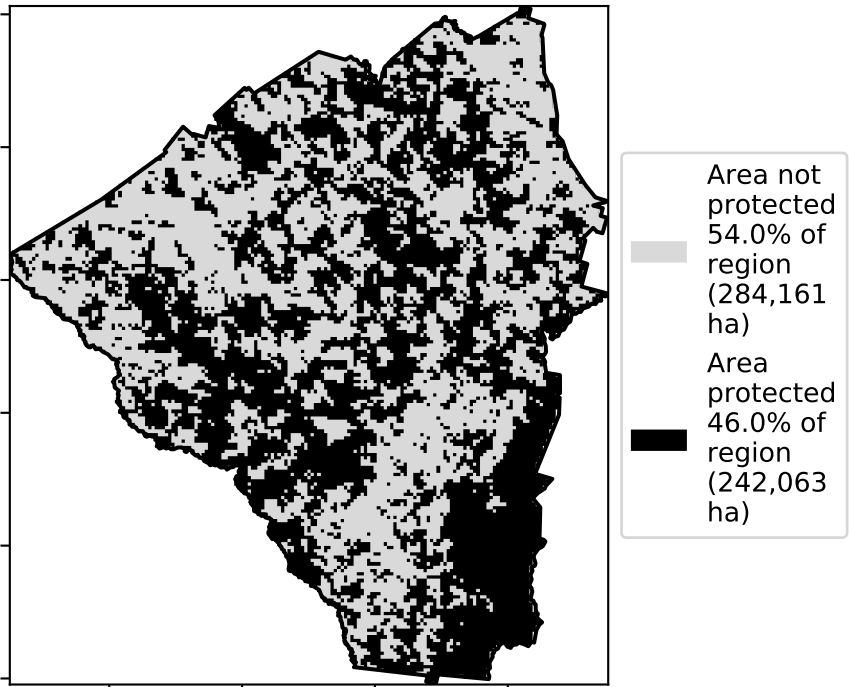 Area not
protected
54.0% of
region
(284,161
ha)
Area
protected
46.0% of
region
(242,063
ha)